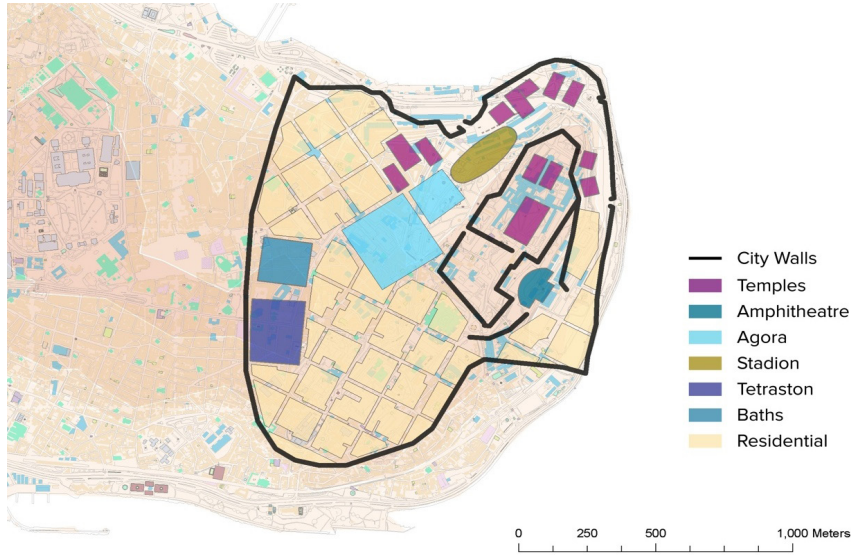 City Walls
Temples
Amphitheatre
Agora
Stadion
Tetraston
Baths
Residential
0 250 500 1,000 Meters